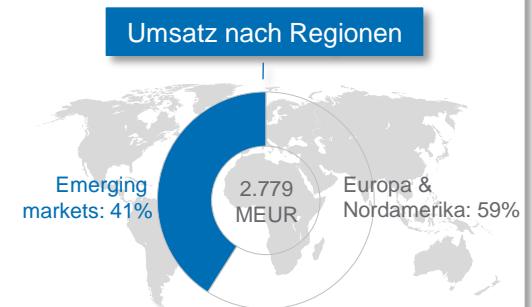 Umsatz nach Regionen
Emerging
markets: 41%
2.779
MEUR
Europa &
Nordamerika: 59%